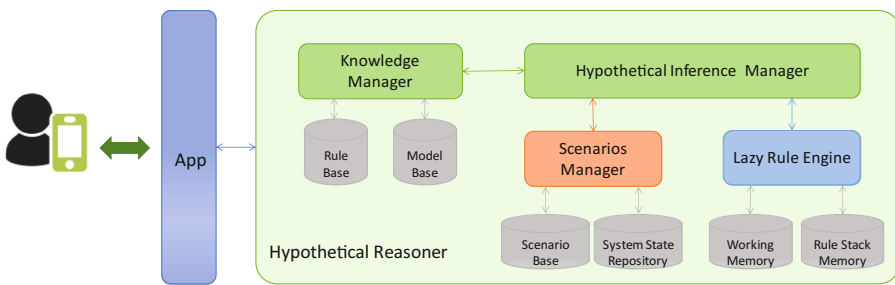 Knowledge
Manager
Hypothetical Inference Manager
App
Rule
Base
Model
Base
Scenarios
Manager
Lazy Rule Engine
Scenario
Base
System State
Repository
Working
Memory
Rule Stack
Memory
Hypothetical Reasoner